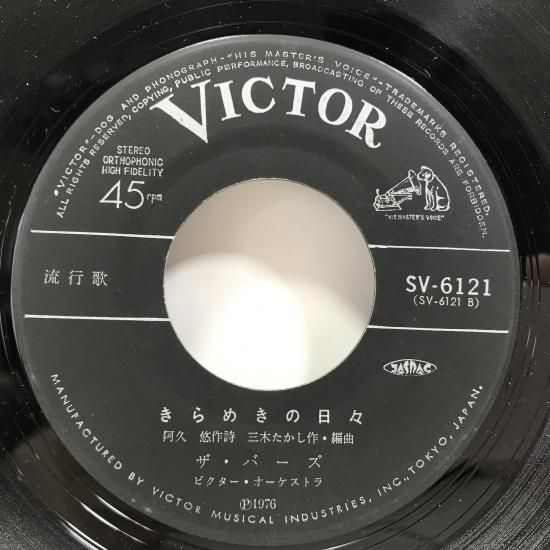 "VICTOR"—DOG AND PHONOGRAPH—"HIS MASTER'S VOICE"—TRADEMARKS REGISTERED.
ALL RIGHTS RESERVED, COPYING, PUBLIC PERFORMANCE, BROADCASTING OF THESE RECORDS ARE FORBIDDEN.
VICTOR
STEREO
ORTHOPHONIC
HIGH FIDELITY
45 rpm
"HIS MASTER'S VOICE"
流行歌
SV-6121
(SV-6121 B)
JASRAC
きらめきの日々
阿久 悠作詩 三木たかし作・編曲
ザ・バーズ
ビクター・オーケストラ
Ⓟ1976
MANUFACTURED BY VICTOR MUSICAL INDUSTRIES, INC., TOKYO, JAPAN.